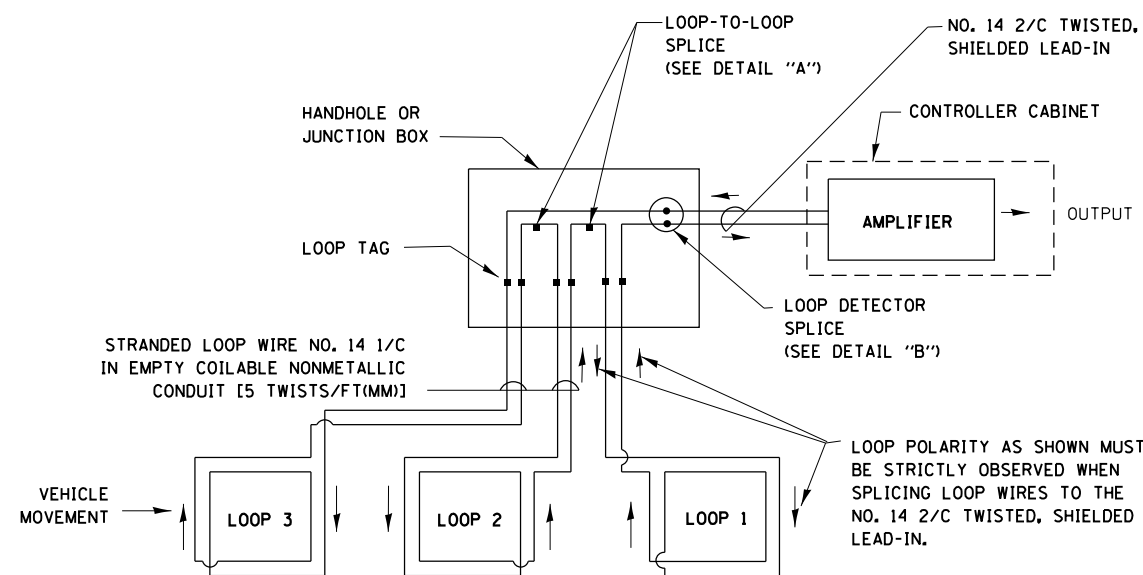 LOOP-TO-LOOP
SPLICE
(SEE DETAIL "A")
NO. 14 2/C TWISTED,
SHIELDED LEAD-IN
HANDHOLE OR
JUNCTION BOX
CONTROLLER CABINET
AMPLIFIER
OUTPUT
LOOP TAG
LOOP DETECTOR
SPLICE
(SEE DETAIL "B")
STRANDED LOOP WIRE NO. 14 1/C
IN EMPTY COILABLE NONMETALLIC
CONDUIT [5 TWISTS/FT(MM)]
LOOP POLARITY AS SHOWN MUST
BE STRICTLY OBSERVED WHEN
SPLICING LOOP WIRES TO THE
NO. 14 2/C TWISTED, SHIELDED
LEAD-IN.
VEHICLE
MOVEMENT
LOOP 3
LOOP 2
LOOP 1